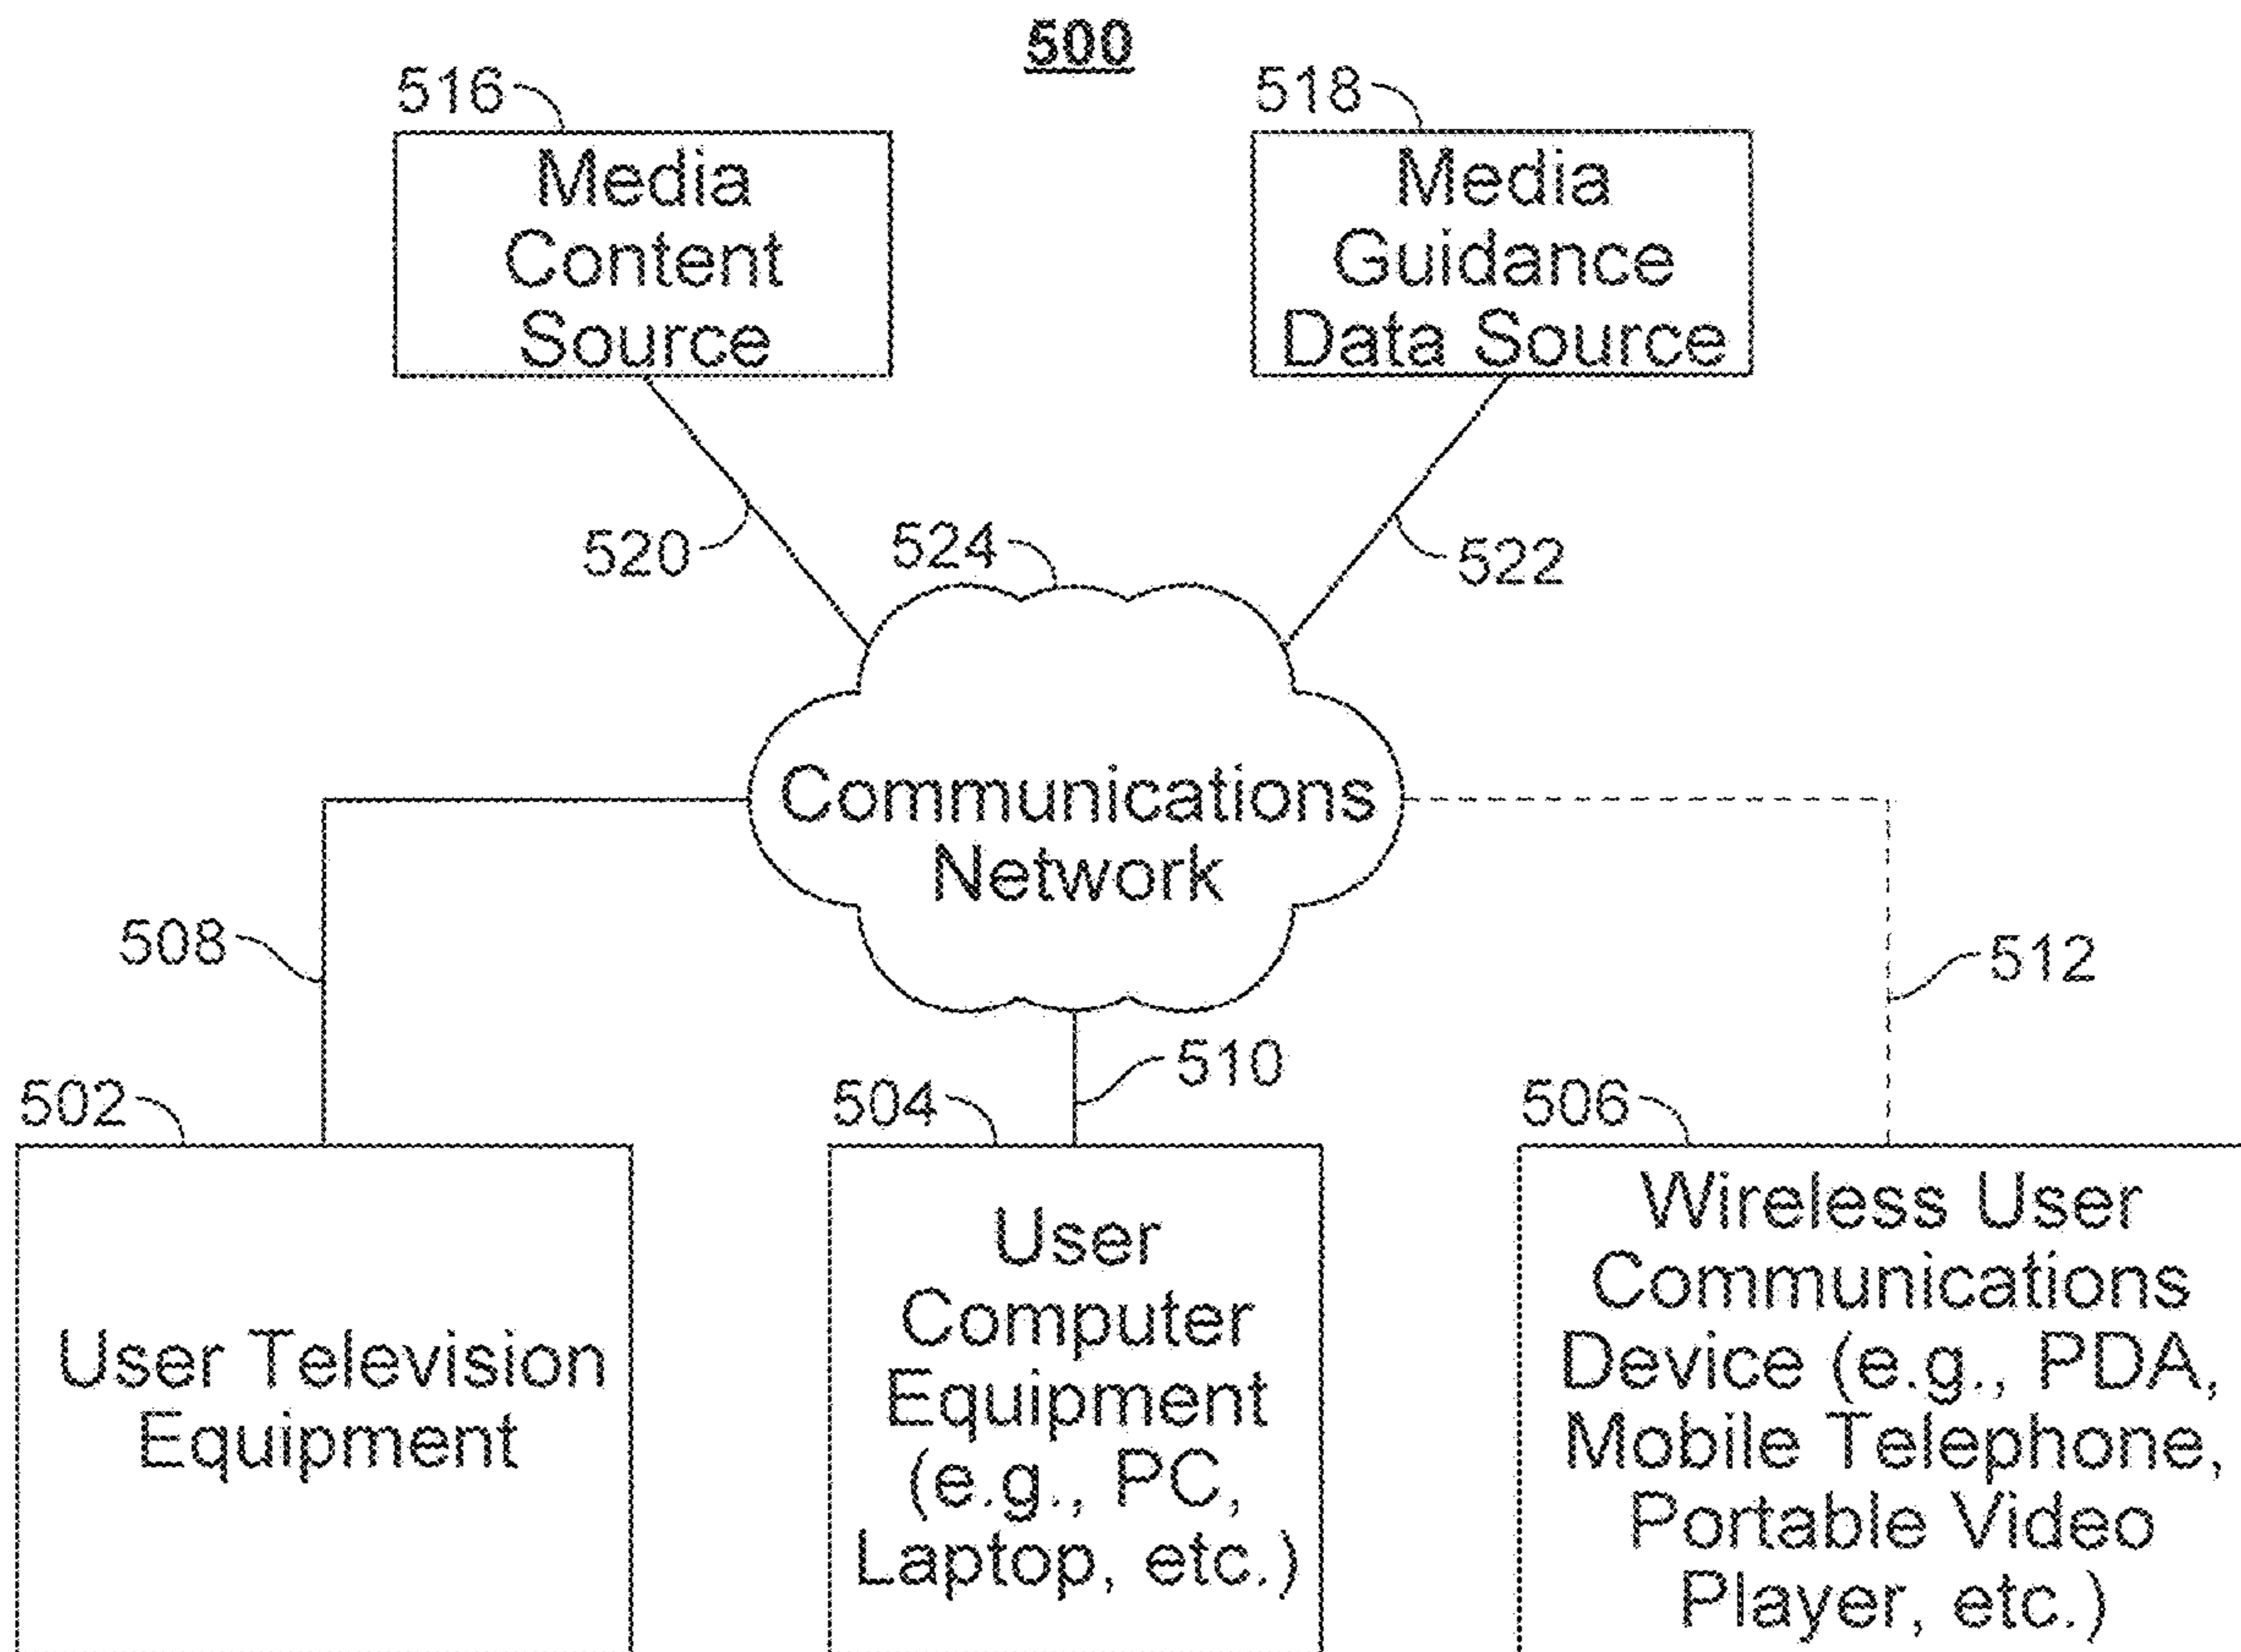 500
516
518
Media
Content
Source
Media
Guidance
Data Source
520
524
522
Communications
Network
508
512
510
502
504
506
User Television
Equipment
User
Computer
Equipment
(e.g., PC,
Laptop, etc.)
Wireless User
Communications
Device (e.g., PDA,
Mobile Telephone,
Portable Video
Player, etc.)